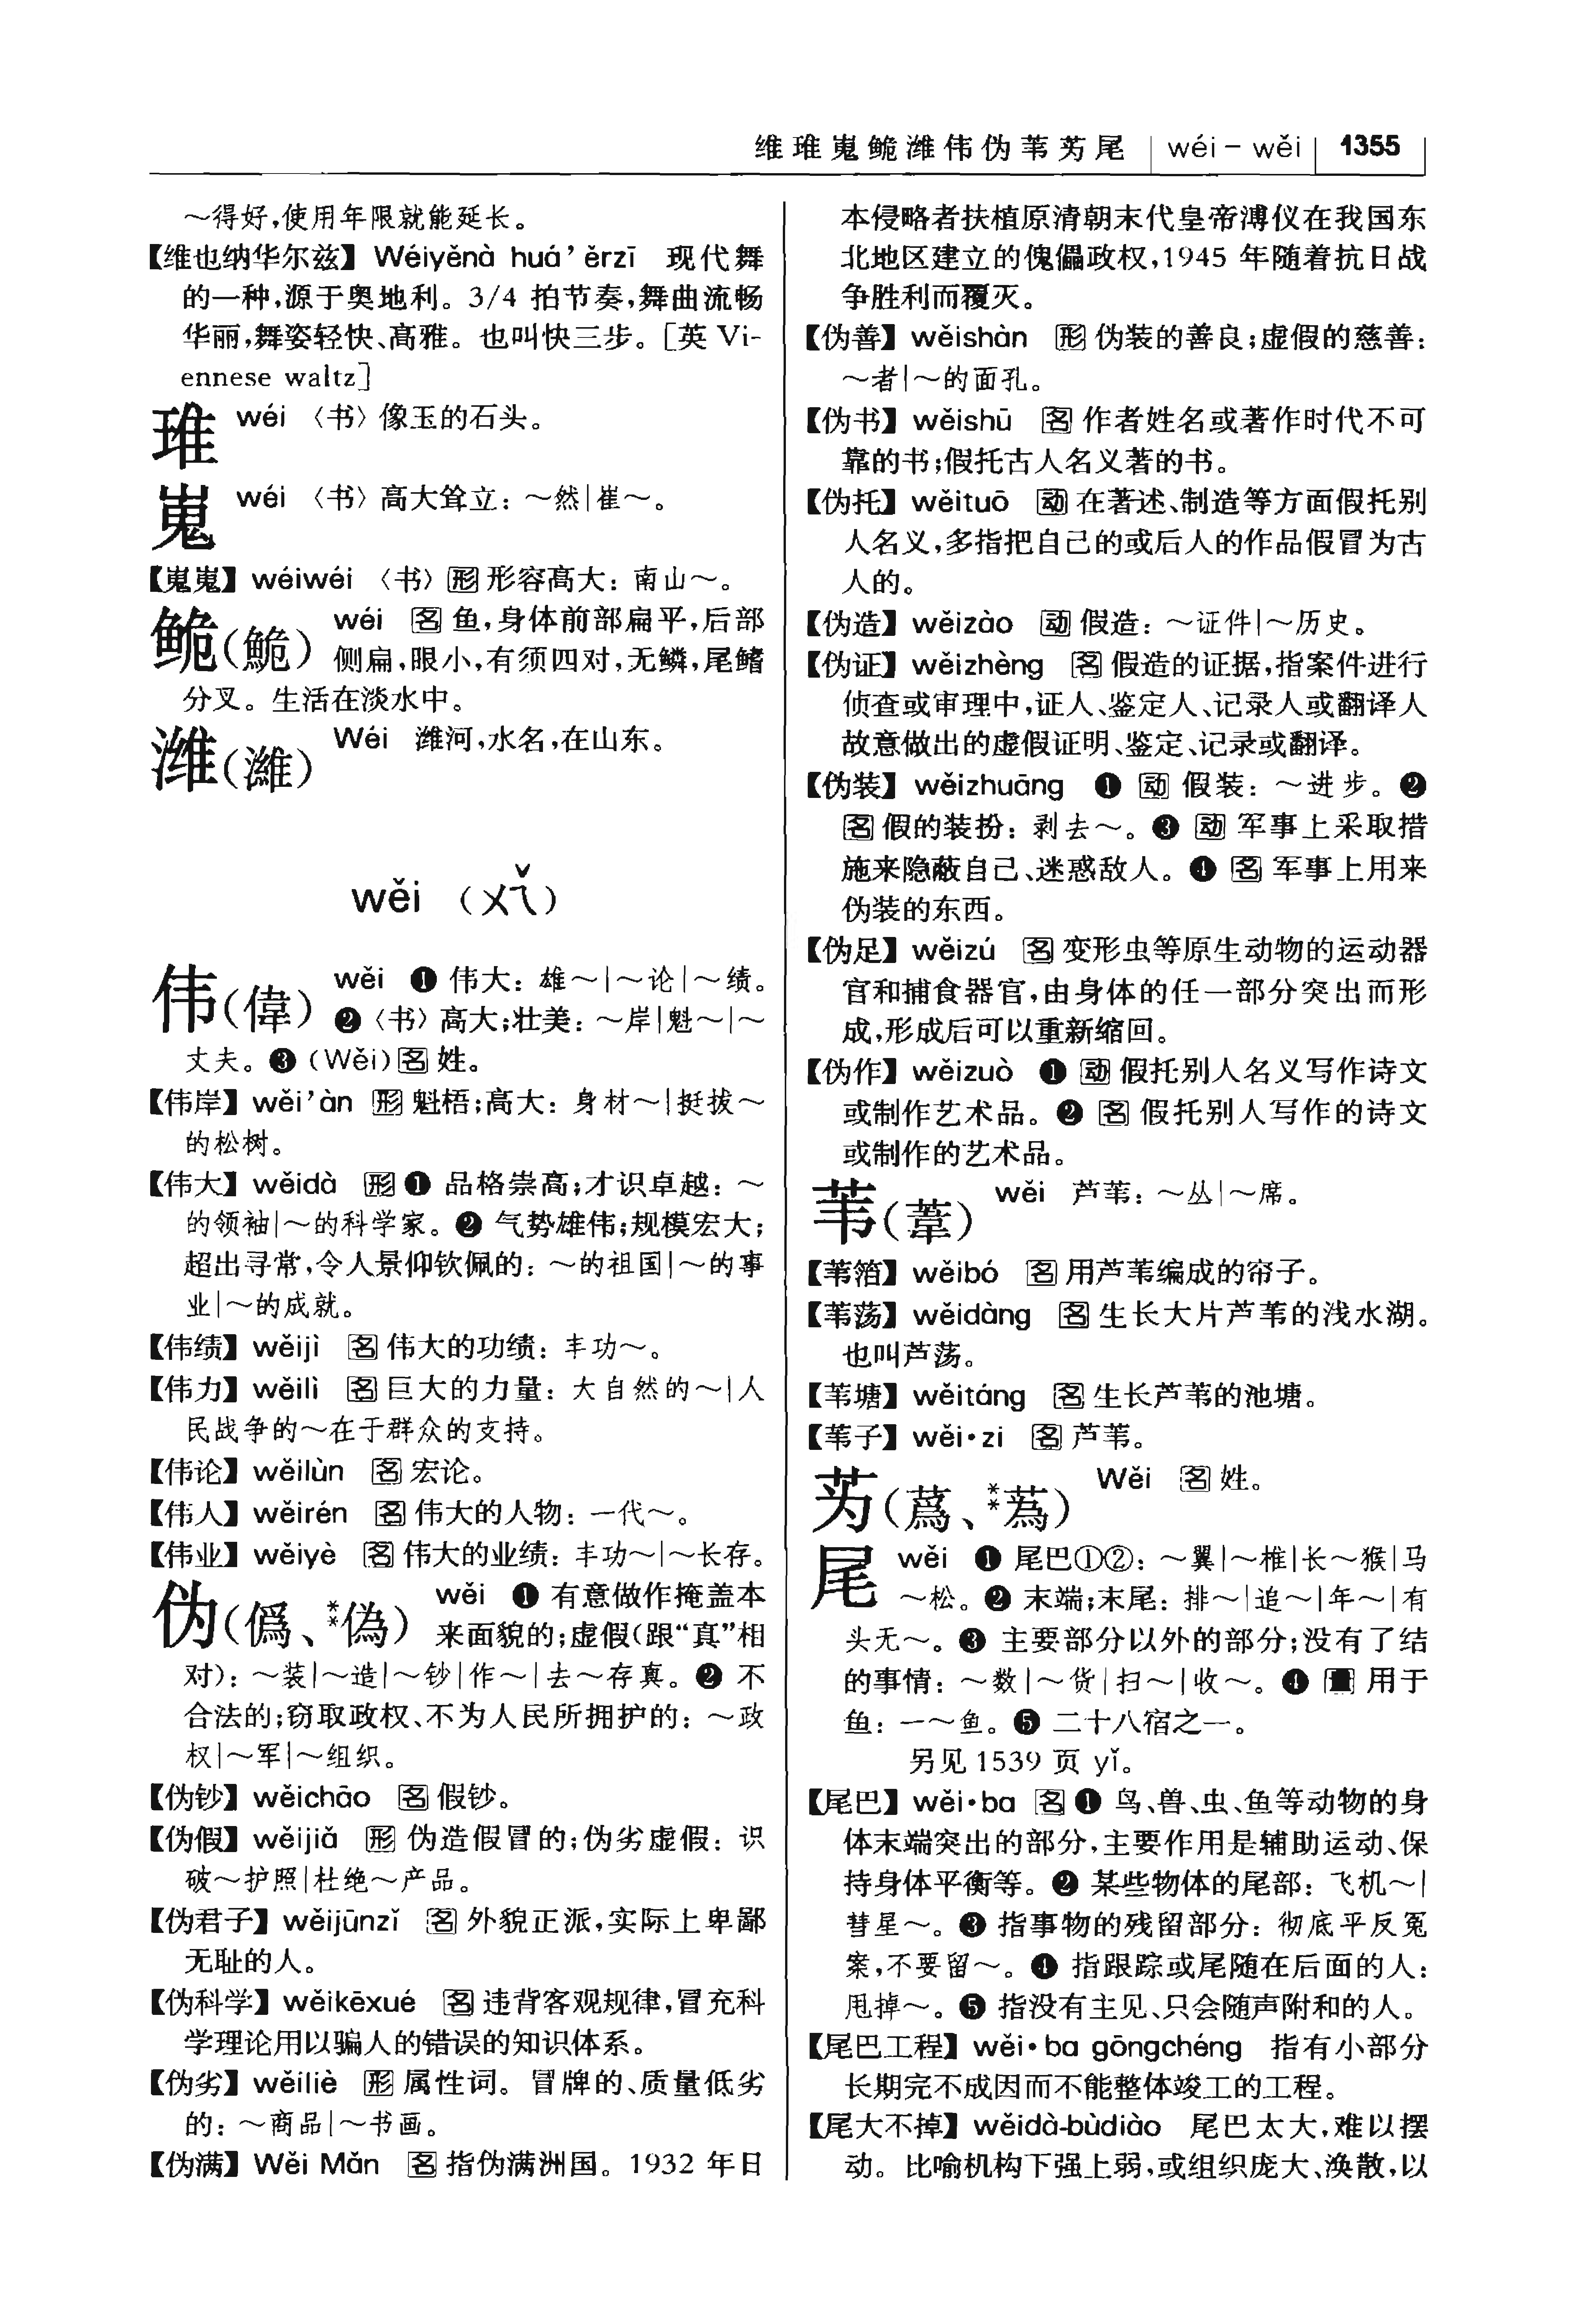 维琟嵬鮠潍伟伪苇𫇭尾 | wéi－wěi | 1355
～得好，使用年限就能延长。
【维也纳华尔兹】 Wéiyěnà huá’ěrzī 现代舞
的一种，源于奥地利。3/4 拍节奏，舞曲流畅
华丽，舞姿轻快、高雅。也叫快三步。［英 Vi-
ennese waltz］
琟 wéi 〈书〉像玉的石头。
嵬 wéi 〈书〉高大耸立：～然|崔～。
【嵬嵬】 wéiwéi 〈书〉 形 形容高大：南山～。
𬶏（鮠） wéi 名 鱼，身体前部扁平，后部
侧扁，眼小，有须四对，无鳞，尾鳍
分叉。生活在淡水中。
潍（濰） Wéi 潍河，水名，在山东。
wěi （ㄨㄟˇ）
伟（偉） wěi ❶ 伟大：雄～|～论|～绩。
❷〈书〉高大；壮美：～岸|魁～|～
丈夫。❸（Wěi） 名 姓。
【伟岸】 wěi’àn 形 魁梧；高大：身材～|挺拔～
的松树。
【伟大】 wěidà 形 ❶ 品格崇高；才识卓越：～
的领袖|～的科学家。❷ 气势雄伟；规模宏大；
超出寻常，令人景仰钦佩的：～的祖国|～的事
业|～的成就。
【伟绩】 wěijì 名 伟大的功绩：丰功～。
【伟力】 wěilì 名 巨大的力量：大自然的～|人
民战争的～在于群众的支持。
【伟论】 wěilùn 名 宏论。
【伟人】 wěirén 名 伟大的人物：一代～。
【伟业】 wěiyè 名 伟大的业绩：丰功～|～长存。
伪（僞、⁑偽） wěi ❶ 有意做作掩盖本
来面貌的；虚假（跟“真”相
对）：～装|～造|～钞|作～|去～存真。❷ 不
合法的；窃取政权、不为人民所拥护的：～政
权|～军|～组织。
【伪钞】 wěichāo 名 假钞。
【伪假】 wěijiǎ 形 伪造假冒的；伪劣虚假：识
破～护照|杜绝～产品。
【伪君子】 wěijūnzǐ 名 外貌正派，实际上卑鄙
无耻的人。
【伪科学】 wěikēxué 名 违背客观规律，冒充科
学理论用以骗人的错误的知识体系。
【伪劣】 wěiliè 形 属性词。冒牌的、质量低劣
的：～商品|～书画。
【伪满】 Wěi Mǎn 名 指伪满洲国。1932 年日
本侵略者扶植原清朝末代皇帝溥仪在我国东
北地区建立的傀儡政权，1945 年随着抗日战
争胜利而覆灭。
【伪善】 wěishàn 形 伪装的善良；虚假的慈善：
～者|～的面孔。
【伪书】 wěishū 名 作者姓名或著作时代不可
靠的书；假托古人名义著的书。
【伪托】 wěituō 动 在著述、制造等方面假托别
人名义，多指把自己的或后人的作品假冒为古
人的。
【伪造】 wěizào 动 假造：～证件|～历史。
【伪证】 wěizhèng 名 假造的证据，指案件进行
侦查或审理中，证人、鉴定人、记录人或翻译人
故意做出的虚假证明、鉴定、记录或翻译。
【伪装】 wěizhuāng ❶ 动 假装：～进步。❷
名 假的装扮：剥去～。❸ 动 军事上采取措
施来隐蔽自己、迷惑敌人。❹ 名 军事上用来
伪装的东西。
【伪足】 wěizú 名 变形虫等原生动物的运动器
官和捕食器官，由身体的任一部分突出而形
成，形成后可以重新缩回。
【伪作】 wěizuò ❶ 动 假托别人名义写作诗文
或制作艺术品。❷ 名 假托别人写作的诗文
或制作的艺术品。
苇（葦） wěi 芦苇：～丛|～席。
【苇箔】 wěibó 名 用芦苇编成的帘子。
【苇荡】 wěidàng 名 生长大片芦苇的浅水湖。
也叫芦荡。
【苇塘】 wěitáng 名 生长芦苇的池塘。
【苇子】 wěi·zi 名 芦苇。
𫇭（蔿、⁑蒍） Wěi 名 姓。
尾 wěi ❶ 尾巴①②：～翼|～椎|长～猴|马
～松。❷ 末端；末尾：排～|追～|年～|有
头无～。❸ 主要部分以外的部分；没有了结
的事情：～数|～货|扫～|收～。❹ 量 用于
鱼：一～鱼。❺ 二十八宿之一。
另见 1539 页 yǐ。
【尾巴】 wěi·ba 名 ❶ 鸟、兽、虫、鱼等动物的身
体末端突出的部分，主要作用是辅助运动、保
持身体平衡等。❷ 某些物体的尾部：飞机～|
彗星～。❸ 指事物的残留部分：彻底平反冤
案，不要留～。❹ 指跟踪或尾随在后面的人：
甩掉～。❺ 指没有主见、只会随声附和的人。
【尾巴工程】 wěi·ba gōngchéng 指有小部分
长期完不成因而不能整体竣工的工程。
【尾大不掉】 wěidà-bùdiào 尾巴太大，难以摆
动。比喻机构下强上弱，或组织庞大、涣散，以